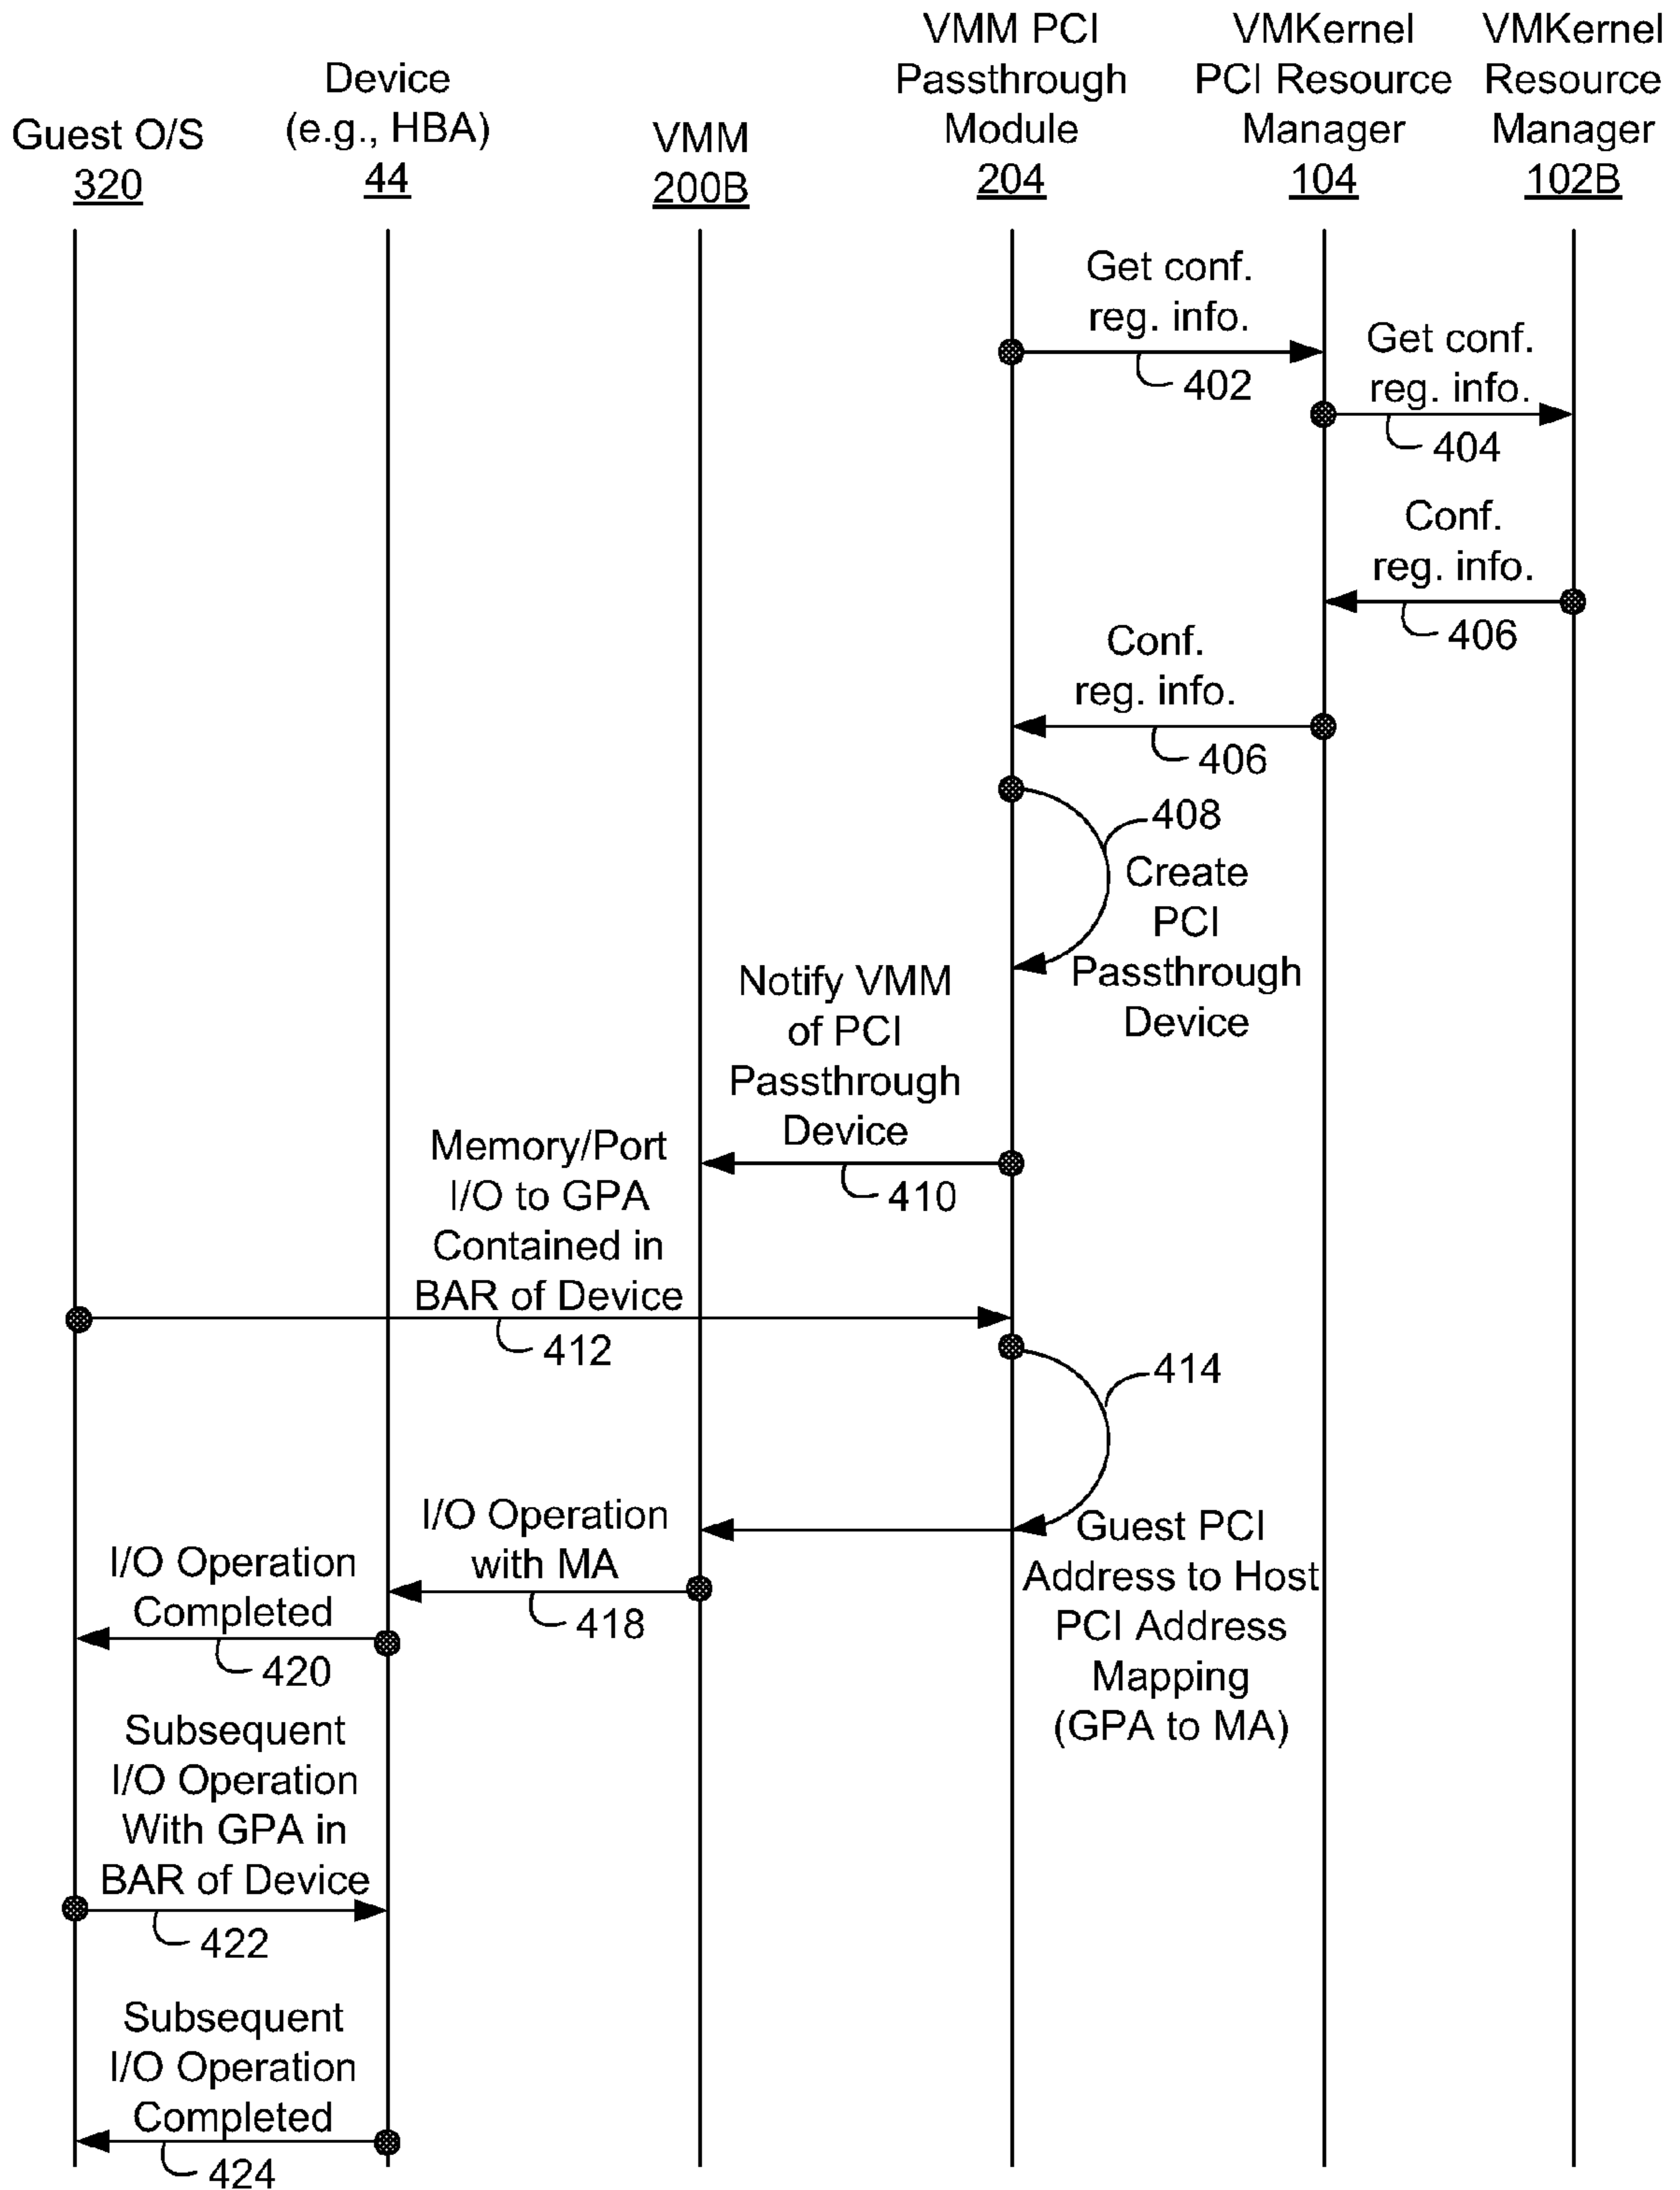 Guest O/S
320
Device
(e.g., HBA)
44
VMM
200B
VMM PCI
Passthrough
Module
204
VMKernel
PCI Resource
Manager
104
VMKernel
Resource
Manager
102B
Get conf.
reg. info.
402
Get conf.
reg. info.
404
Conf.
reg. info.
406
Conf.
reg. info.
406
408
Create
PCI
Passthrough
Device
Notify VMM
of PCI
Passthrough
Device
410
Memory/Port
I/O to GPA
Contained in
BAR of Device
412
414
Guest PCI
Address to Host
PCI Address
Mapping
(GPA to MA)
I/O Operation
with MA
418
I/O Operation
Completed
420
Subsequent
I/O Operation
With GPA in
BAR of Device
422
Subsequent
I/O Operation
Completed
424